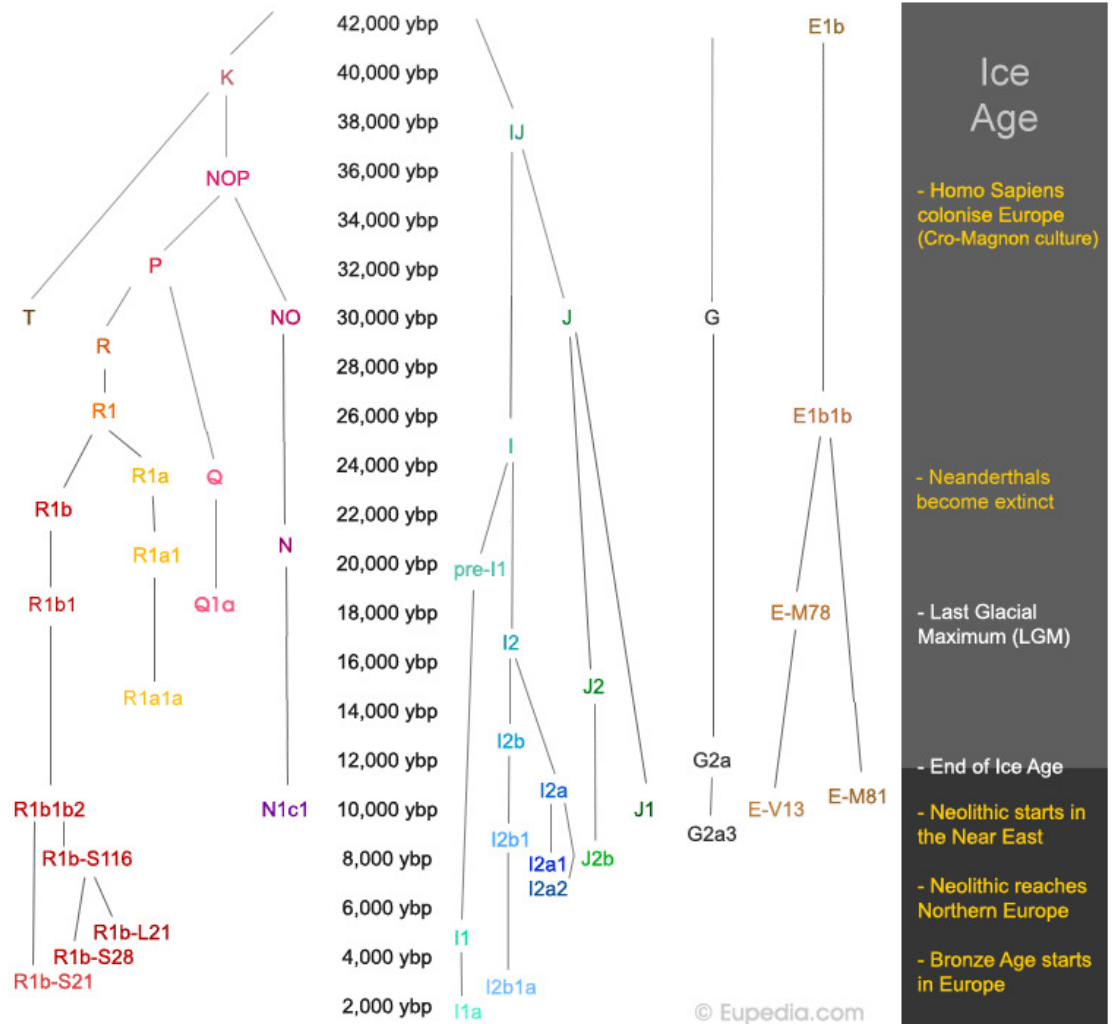 42,000 ybp
E1b
Ice
Age
K
40,000 ybp
38,000 ybp
IJ
NOP
36,000 ybp
- Homo Sapiens
colonise Europe
(Cro-Magnon culture)
34,000 ybp
P
32,000 ybp
T
NO
30,000 ybp
J
G
R
28,000 ybp
R1
26,000 ybp
E1b1b
I
R1a
Q
24,000 ybp
- Neanderthals
become extinct
R1b
22,000 ybp
R1a1
N
20,000 ybp
pre-I1
R1b1
Q1a
18,000 ybp
E-M78
- Last Glacial
Maximum (LGM)
I2
16,000 ybp
J2
R1a1a
14,000 ybp
I2b
12,000 ybp
G2a
- End of Ice Age
I2a
E-M81
R1b1b2
N1c1
10,000 ybp
J1
E-V13
- Neolithic starts in
the Near East
I2b1
G2a3
R1b-S116
8,000 ybp
I2a1
J2b
I2a2
- Neolithic reaches
Northern Europe
6,000 ybp
R1b-L21
I1
R1b-S28
4,000 ybp
- Bronze Age starts
in Europe
R1b-S21
I2b1a
2,000 ybp
I1a
© Eupedia.com